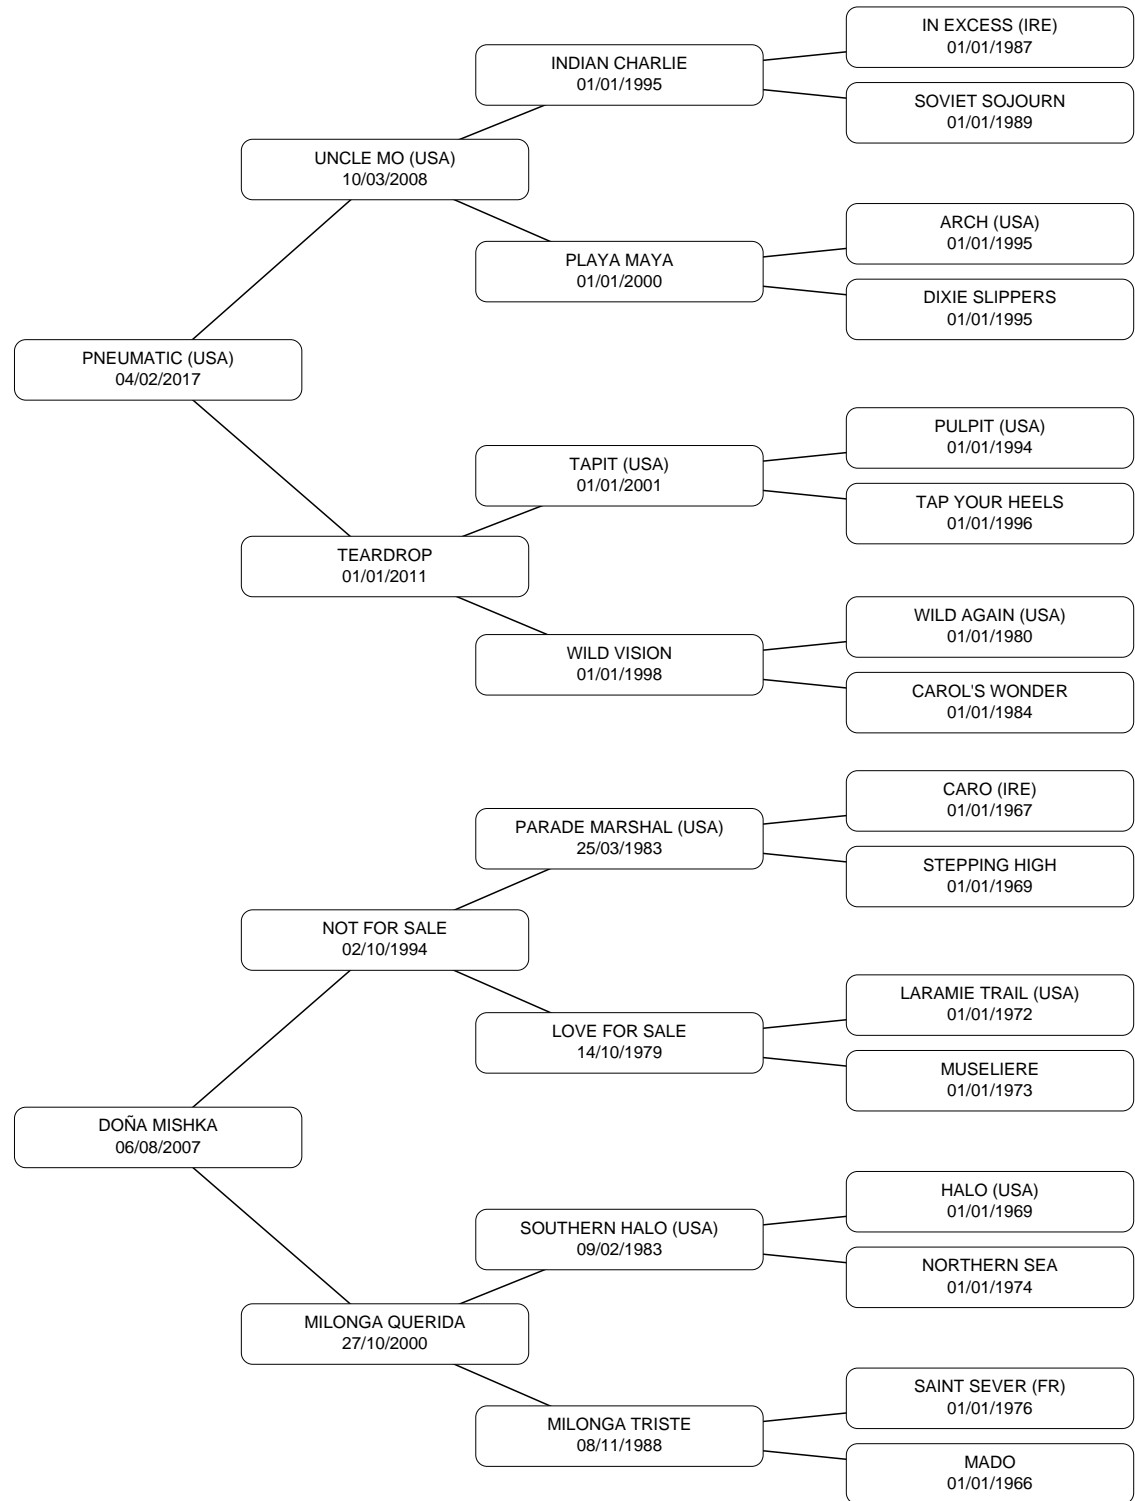 IN EXCESS (IRE)
01/01/1987
INDIAN CHARLIE
01/01/1995
SOVIET SOJOURN
01/01/1989
UNCLE MO (USA)
10/03/2008
ARCH (USA)
01/01/1995
PLAYA MAYA
01/01/2000
DIXIE SLIPPERS
01/01/1995
PNEUMATIC (USA)
04/02/2017
PULPIT (USA)
01/01/1994
TAPIT (USA)
01/01/2001
TAP YOUR HEELS
01/01/1996
TEARDROP
01/01/2011
WILD AGAIN (USA)
01/01/1980
WILD VISION
01/01/1998
CAROL'S WONDER
01/01/1984
CARO (IRE)
01/01/1967
PARADE MARSHAL (USA)
25/03/1983
STEPPING HIGH
01/01/1969
NOT FOR SALE
02/10/1994
LARAMIE TRAIL (USA)
01/01/1972
LOVE FOR SALE
14/10/1979
MUSELIERE
01/01/1973
DOÑA MISHKA
06/08/2007
HALO (USA)
01/01/1969
SOUTHERN HALO (USA)
09/02/1983
NORTHERN SEA
01/01/1974
MILONGA QUERIDA
27/10/2000
SAINT SEVER (FR)
01/01/1976
MILONGA TRISTE
08/11/1988
MADO
01/01/1966